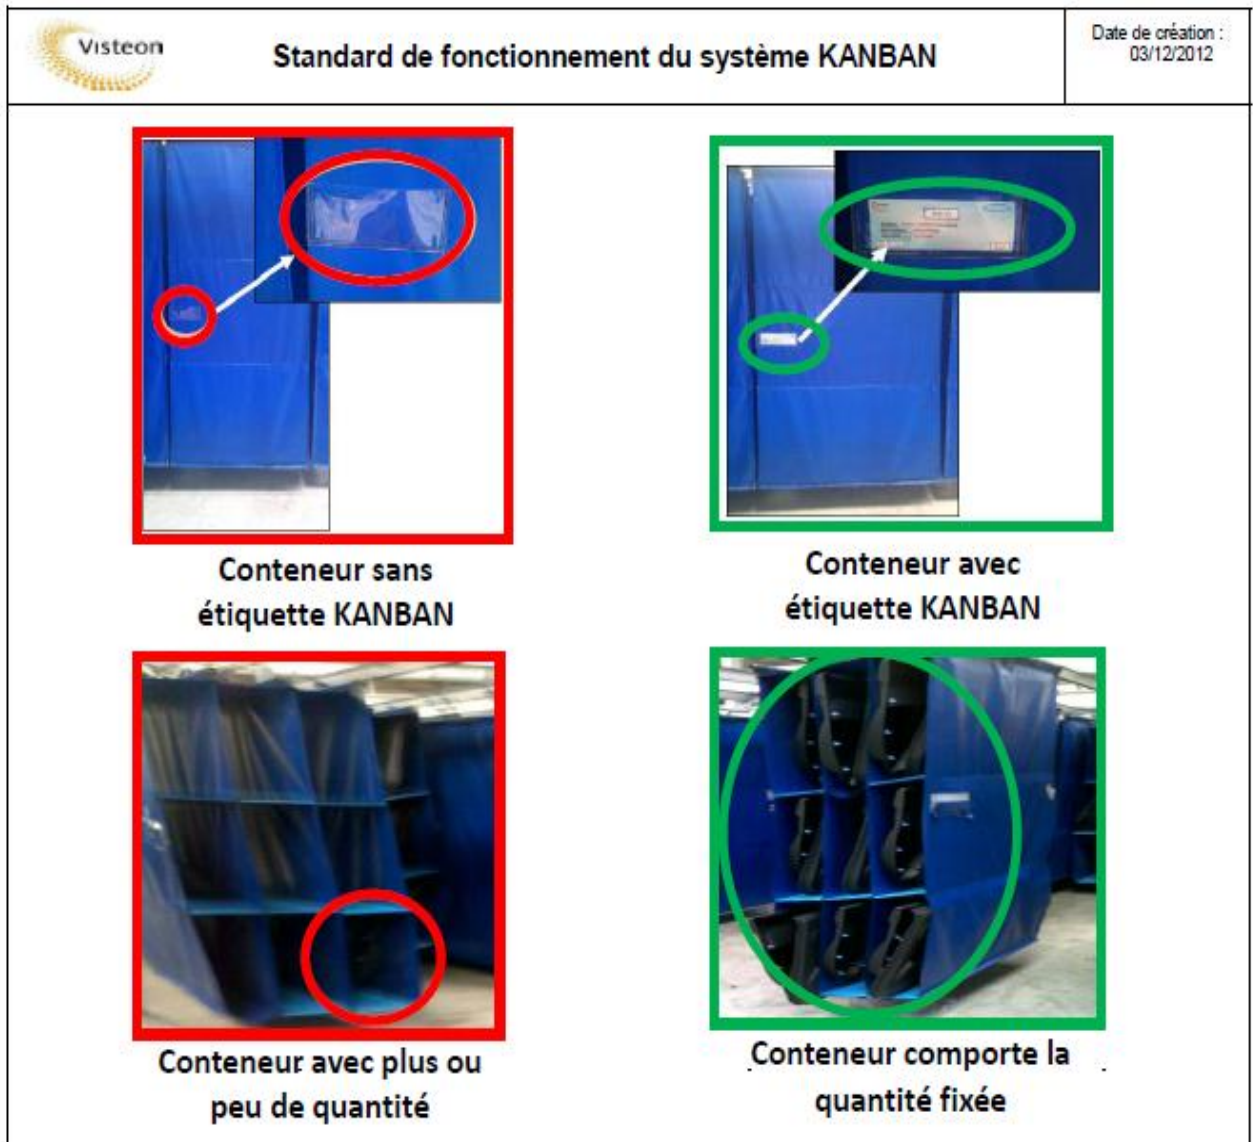 Visteon
Standard de fonctionnement du système KANBAN
Date de création :
03/12/2012
Conteneur sans
étiquette KANBAN
Conteneur avec
étiquette KANBAN
Conteneur avec plus ou
peu de quantité
Conteneur comporte la
quantité fixée